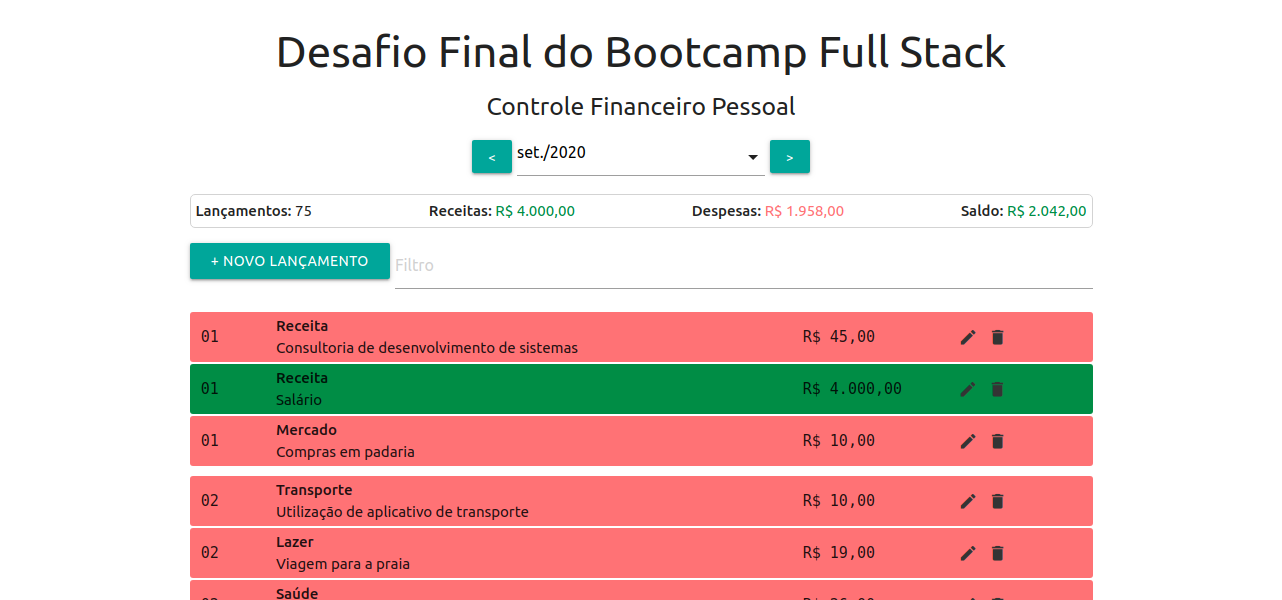 Desafio Final do Bootcamp Full Stack
Controle Financeiro Pessoal
< set./2020 >
Lançamentos: 75 Receitas: R$ 4.000,00 Despesas: R$ 1.958,00 Saldo: R$ 2.042,00
+ NOVO LANÇAMENTO Filtro
Receita
01 R$ 45,00
Consultoria de desenvolvimento de sistemas
Receita
01 R$ 4.000,00
Salário
Mercado
01 R$ 10,00
Compras em padaria
Transporte
02 R$ 10,00
Utilização de aplicativo de transporte
Lazer
02 R$ 19,00
Viagem para a praia
Saúde